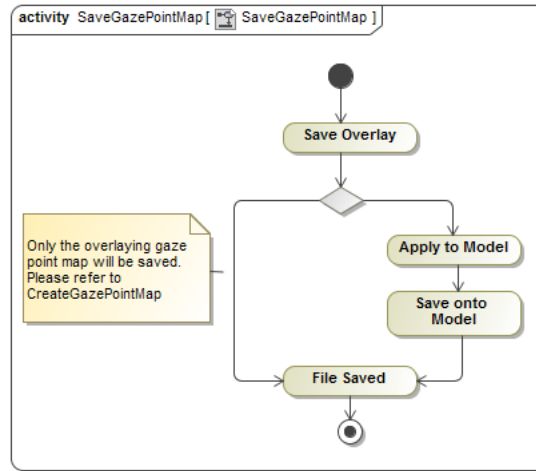 activity SaveGazePointMap [ SaveGazePointMap ]
Save Overlay
Only the overlaying gaze
point map will be saved.
Please refer to
CreateGazePointMap
Apply to Model
Save onto
Model
File Saved